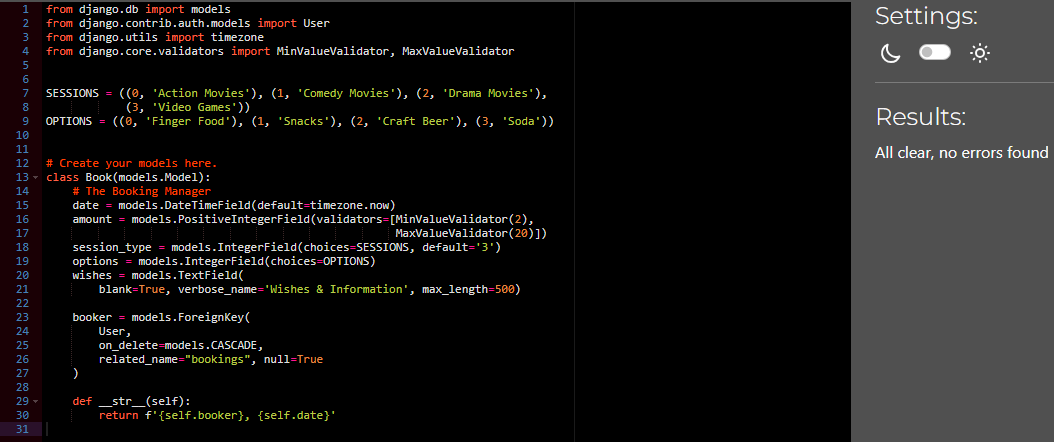 1 from django.db import models
2 from django.contrib.auth.models import User
3 from django.utils import timezone
4 from django.core.validators import MinValueValidator, MaxValueValidator
5
6
7 SESSIONS = ((0, 'Action Movies'), (1, 'Comedy Movies'), (2, 'Drama Movies'),
8             (3, 'Video Games'))
9 OPTIONS = ((0, 'Finger Food'), (1, 'Snacks'), (2, 'Craft Beer'), (3, 'Soda'))
10
11
12 # Create your models here.
13 class Book(models.Model):
14     # The Booking Manager
15     date = models.DateTimeField(default=timezone.now)
16     amount = models.PositiveIntegerField(validators=[MinValueValidator(2),
17                                                      MaxValueValidator(20)])
18     session_type = models.IntegerField(choices=SESSIONS, default='3')
19     options = models.IntegerField(choices=OPTIONS)
20     wishes = models.TextField(
21         blank=True, verbose_name='Wishes & Information', max_length=500)
22
23     booker = models.ForeignKey(
24         User,
25         on_delete=models.CASCADE,
26         related_name="bookings", null=True
27     )
28
29     def __str__(self):
30         return f'{self.booker}, {self.date}'
31
Settings:
Results:
All clear, no errors found